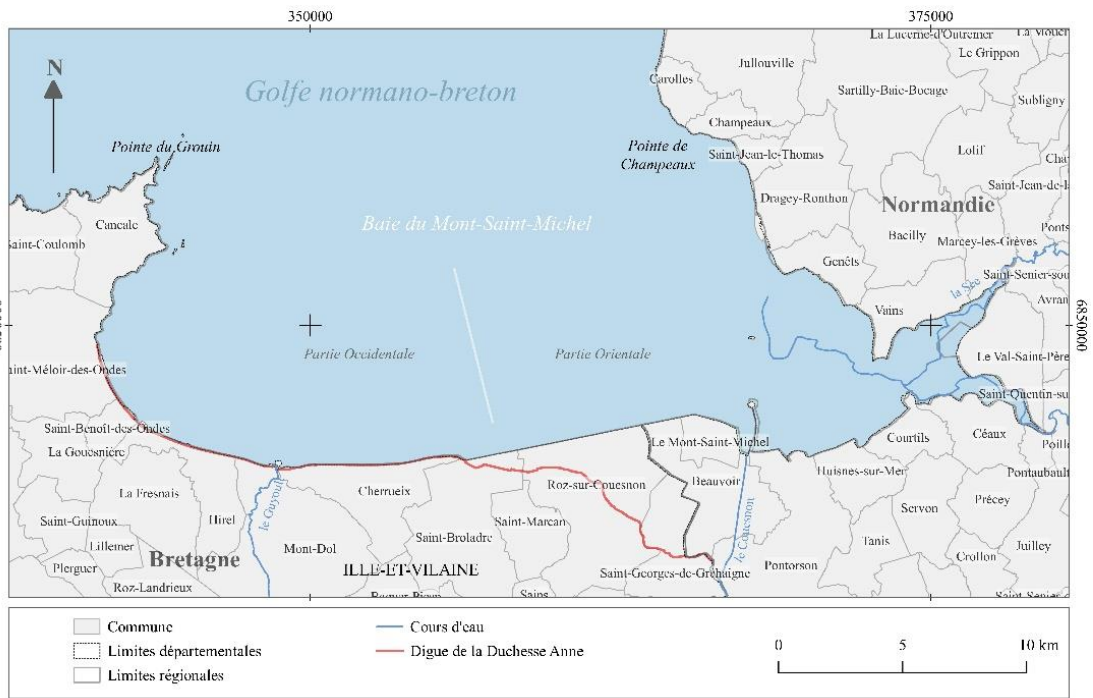 350000
375000
La Lucerne-d'Outremer
Le Grippon
Jullouville
Carolles
N
Golfe normano-breton
Sartilly-Baie-Bocage
Subligny
Champeaux
Pointe du Grouin
Pointe de
Champeaux
Saint-Jean-le-Thomas
Lolif
Dragey-Ronthon
Normandie
Cancale
Baie du Mont-Saint-Michel
Bacilly
Marcey-les-Grèves
Genêts
la Sée
Vains
6850000
Partie Occidentale
Partie Orientale
Le Val-Saint-Père
Saint-Benoît-des-Ondes
La Gouesnière
Le Mont-Saint-Michel
Courtils
Céaux
Huisnes-sur-Mer
Pontaubault
Beauvoir
La Fresnais
le Guyoult
Cherrueix
Roz-sur-Couesnon
Précey
Servon
Saint-Guinoux
Hirel
Saint-Marcan
Saint-Broladre
le Couesnon
Tanis
Lillemer
Bretagne
Mont-Dol
Juilley
Crollon
Plerguer
ILLE-ET-VILAINE
Saint-Georges-de-Gréhaigne
Pontorson
Roz-Landrieux
Sains
Commune
Cours d'eau
Limites départementales
Digue de la Duchesse Anne
Limites régionales
0 5 10 km